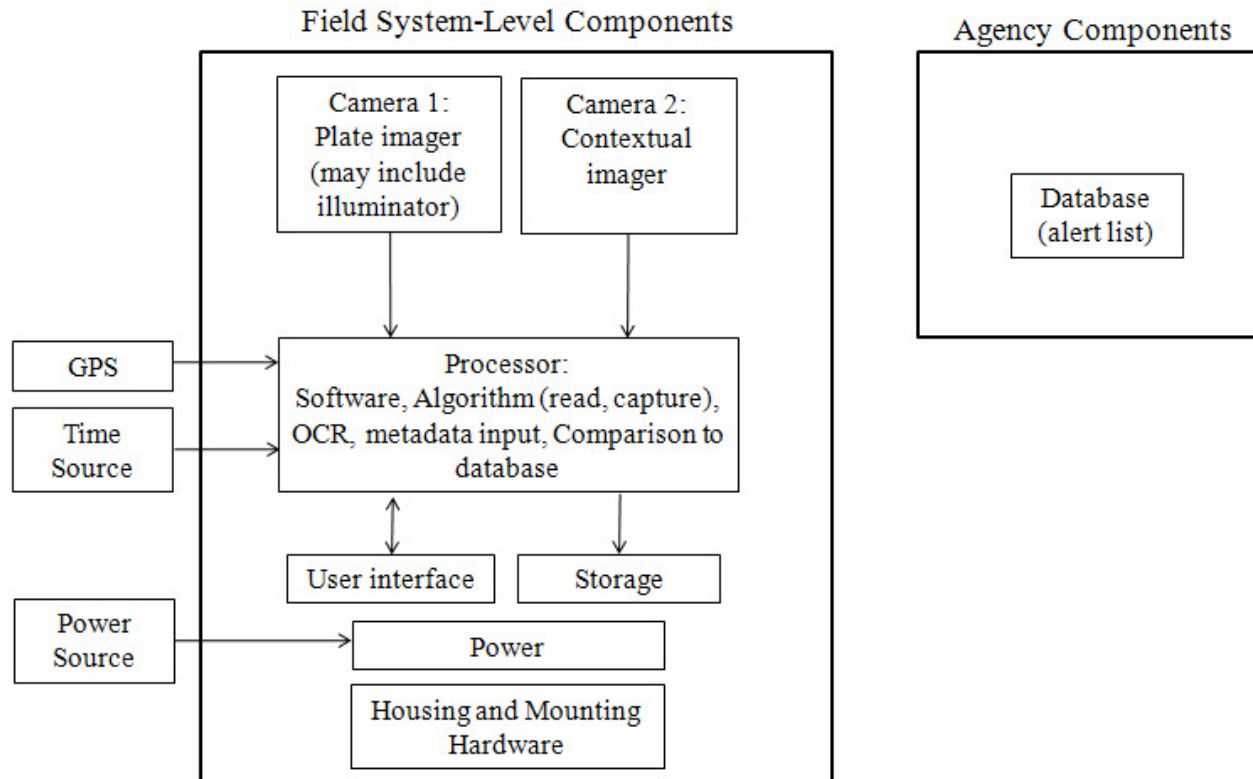 Field System-Level Components
Agency Components
Camera 1:
Plate imager
(may include
illuminator)
Camera 2:
Contextual
imager
Database
(alert list)
GPS
Time
Source
Processor:
Software, Algorithm (read, capture),
OCR, metadata input, Comparison to
database
User interface
Storage
Power
Source
Power
Housing and Mounting
Hardware